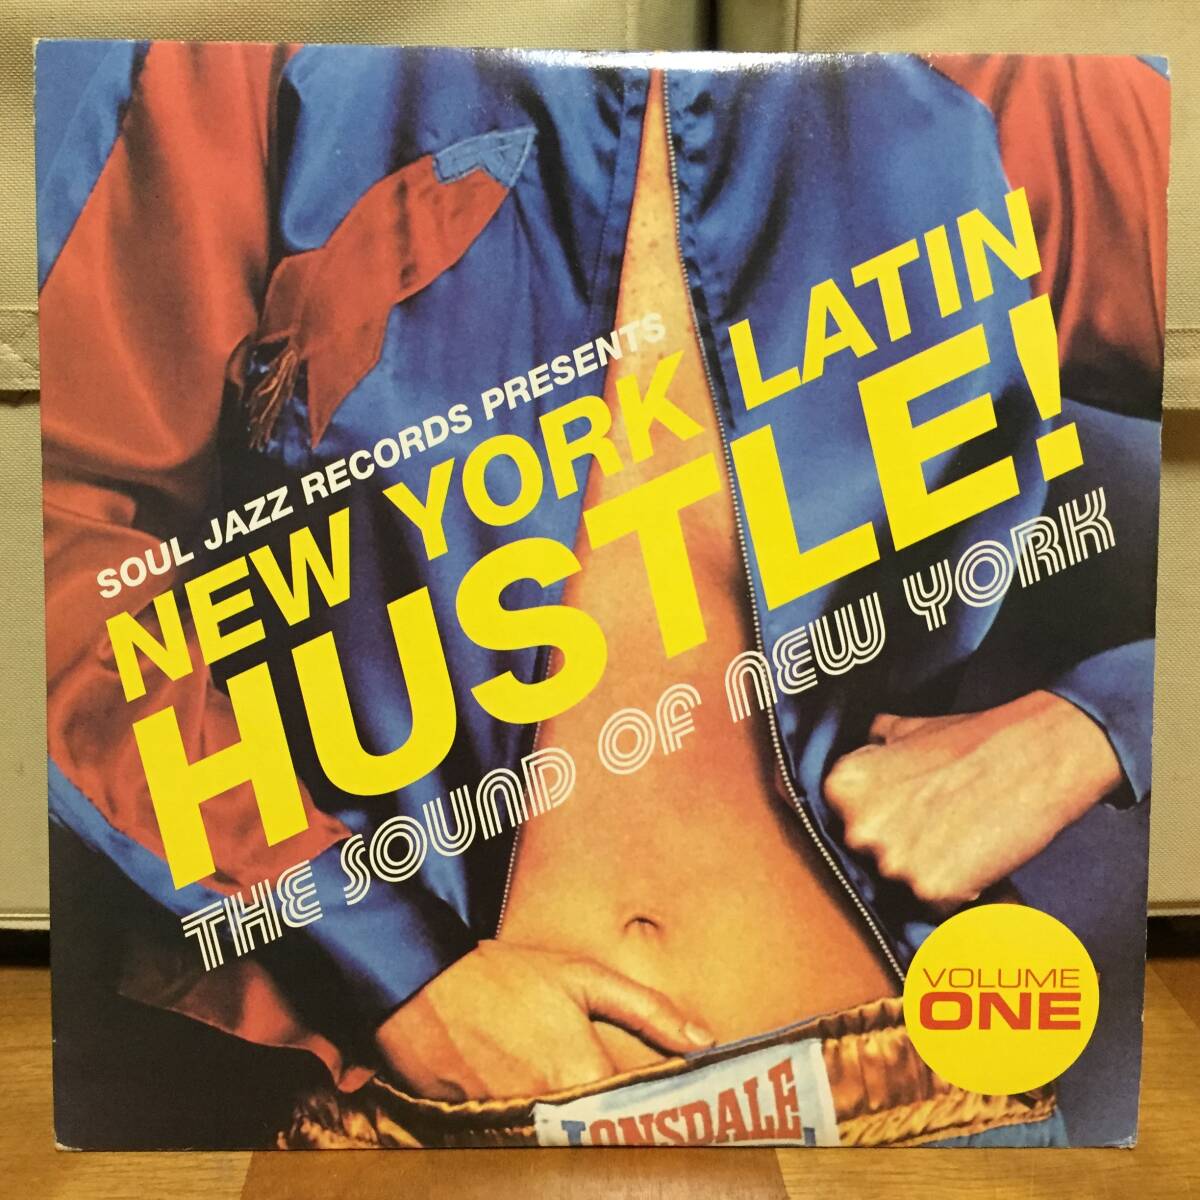 SOUL JAZZ RECORDS PRESENTS
NEW YORK LATIN
HUSTLE!
THE SOUND OF NEW YORK
VOLUME
ONE
LONSDALE